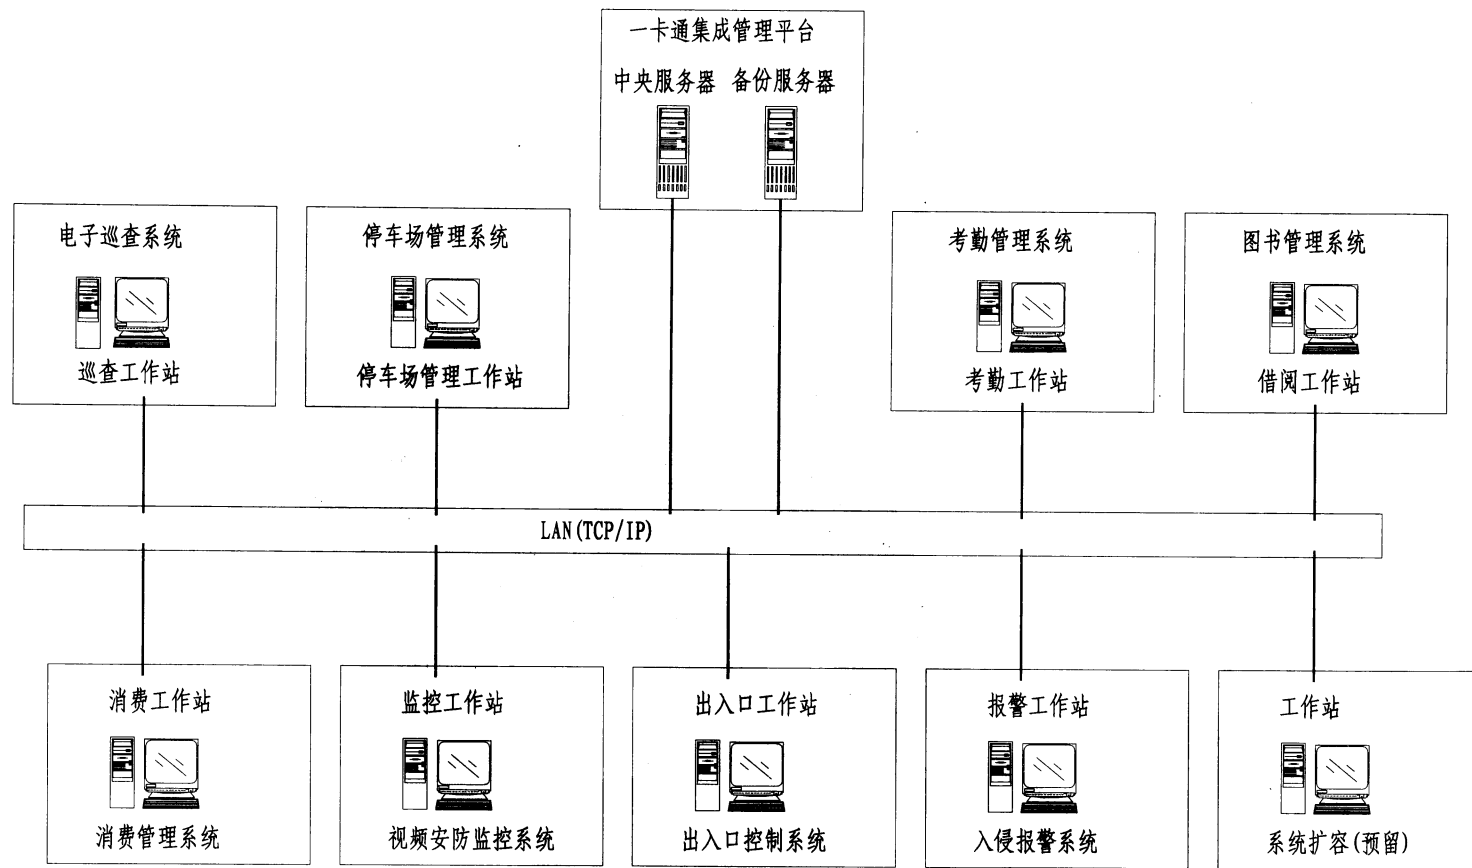 一卡通集成管理平台
中央服务器 备份服务器
电子巡查系统
巡查工作站
停车场管理系统
停车场管理工作站
考勤管理系统
考勤工作站
图书管理系统
借阅工作站
LAN(TCP/IP)
消费工作站
消费管理系统
监控工作站
视频安防监控系统
出入口工作站
出入口控制系统
报警工作站
入侵报警系统
工作站
系统扩容(预留)